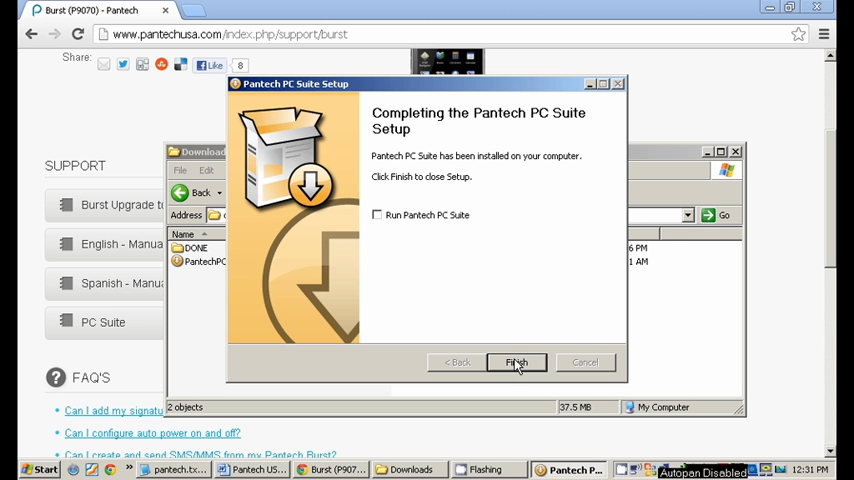 Burst (P9070) - Pantech
www.pantechusa.com/index.php/support/burst
Share:
Like
8
Pantech PC Suite Setup
Completing the Pantech PC Suite
Setup
Pantech PC Suite has been installed on your computer.
Click Finish to close Setup.
Run Pantech PC Suite
< Back
Finish
Cancel
SUPPORT
Burst Upgrade to
English - Manua
Spanish - Manua
PC Suite
Download
File
Edit
Back
Address
Go
Name
DONE
6 PM
PantechPC
1 AM
2 objects
37.5 MB
My Computer
FAQ'S
Can I add my signatu
Can I configure auto power on and off?
Can I create and send SMS/MMS from my Pantech Burst?
Start
pantech.tx...
Pantech US...
Burst (P907...
Downloads
Flashing
Pantech P...
Autopan Disabled
12:31 PM